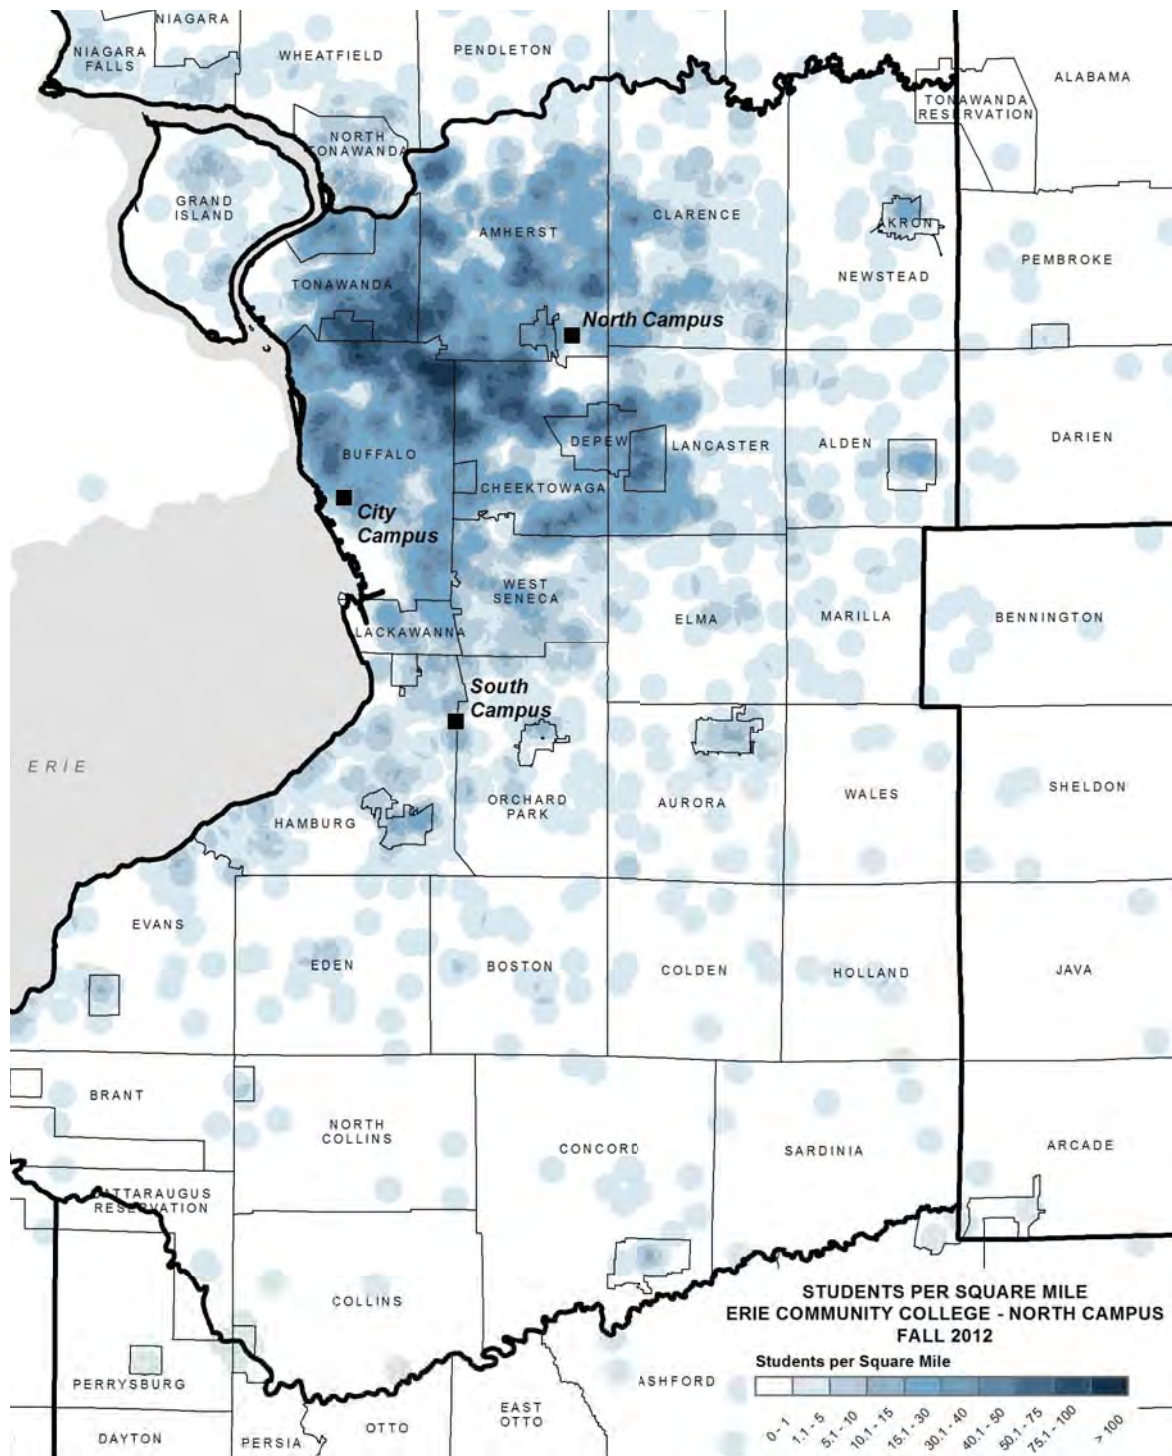 NIAGARA
NIAGARA
FALLS
WHEATFIELD
PENDLETON
ALABAMA
TONAWANDA
RESERVATION
NORTH
TONAWANDA
GRAND
ISLAND
AMHERST
CLARENCE
AKRON
NEWSTEAD
PEMBROKE
TONAWANDA
North Campus
BUFFALO
DEPEW
LANCASTER
ALDEN
DARIEN
CHEEKTOWAGA
City
Campus
WEST
SENECA
ELMA
MARILLA
BENNINGTON
LACKAWANNA
South
Campus
ERIE
HAMBURG
ORCHARD
PARK
AURORA
WALES
SHELDON
EVANS
EDEN
BOSTON
COLDEN
HOLLAND
JAVA
BRANT
NORTH
COLLINS
CONCORD
SARDINIA
ARCADE
CATTARAUGUS
RESERVATION
COLLINS
PERRYSBURG
DAYTON
PERSIA
OTTO
EAST
OTTO
ASHFORD
STUDENTS PER SQUARE MILE
ERIE COMMUNITY COLLEGE - NORTH CAMPUS
FALL 2012
Students per Square Mile
0 - 1
1.1 - 5
5.1 - 10
10.1 - 15
15.1 - 30
30.1 - 40
40.1 - 50
50.1 - 75
75.1 - 100
> 100